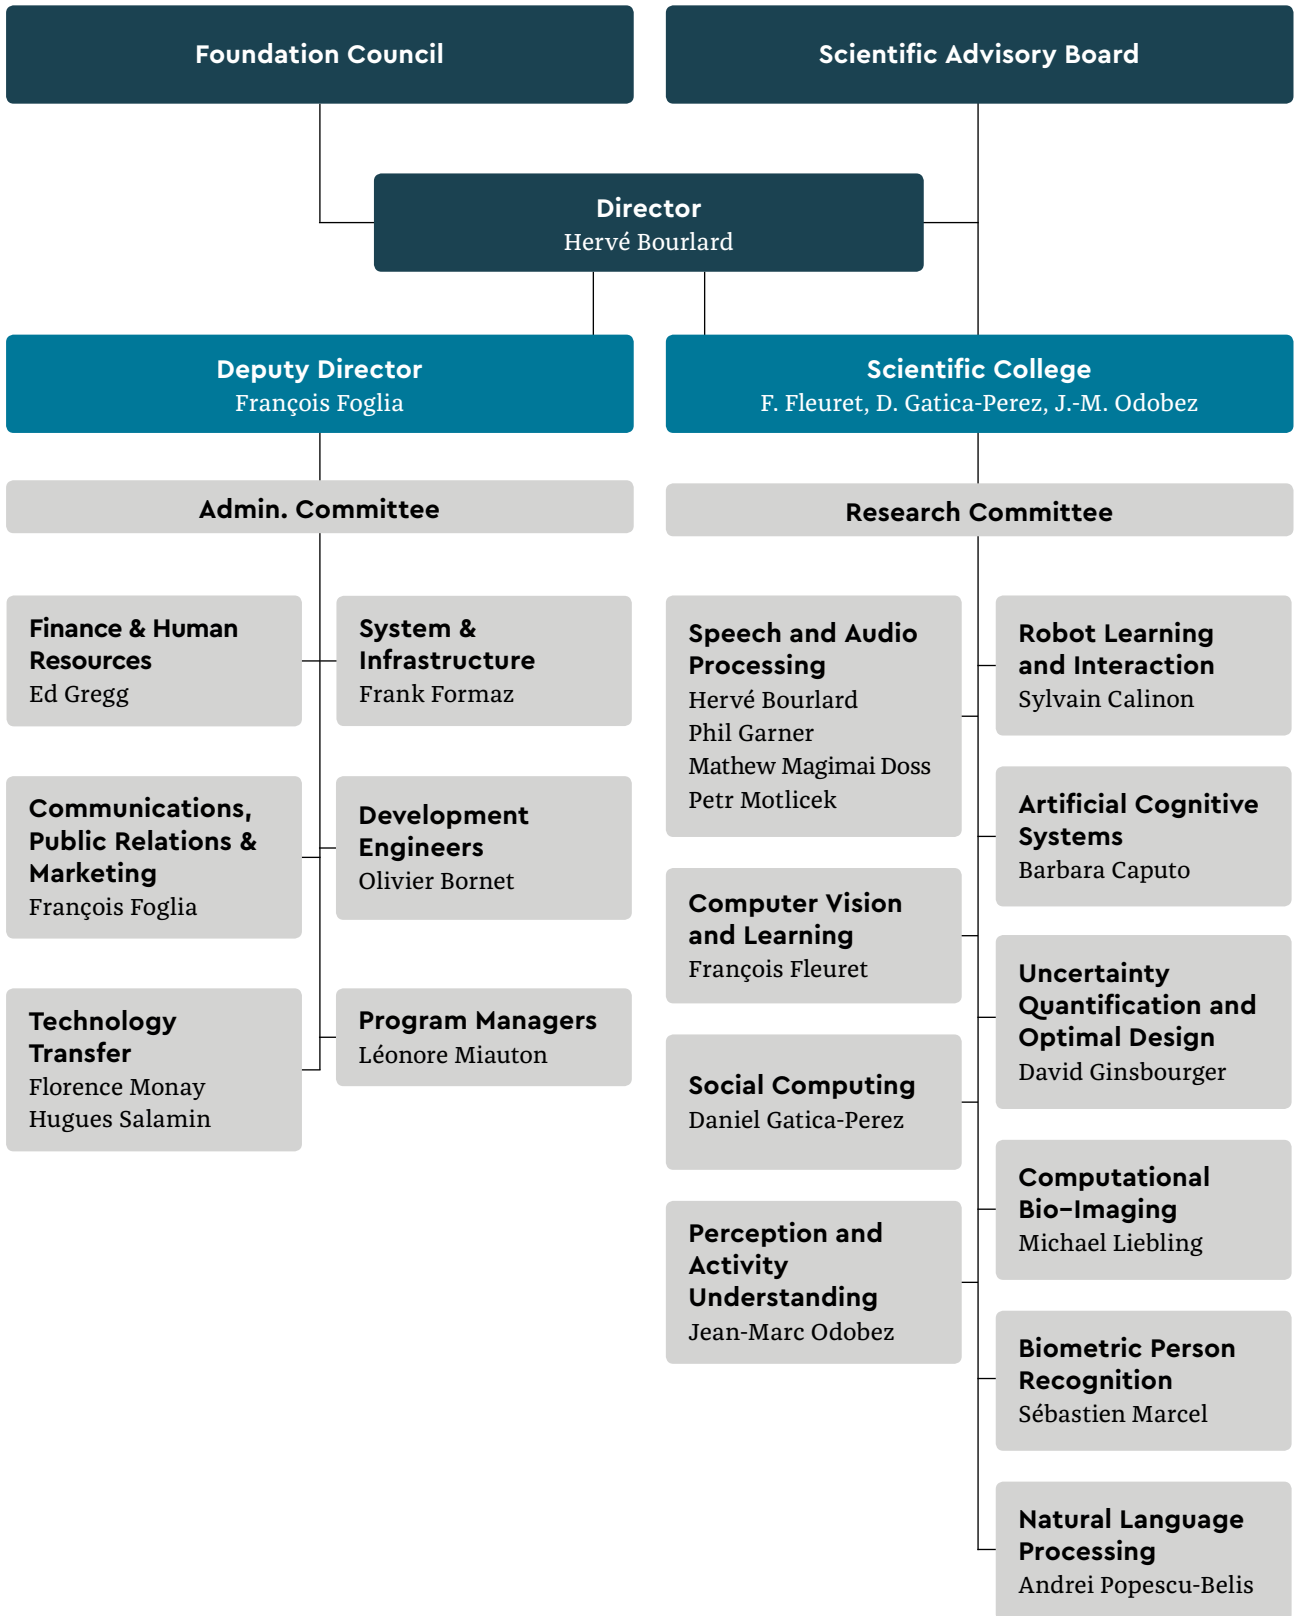 Foundation Council
Scientific Advisory Board
Director
Hervé Bourlard
Deputy Director
François Foglia
Scientific College
F. Fleuret, D. Gatica-Perez, J.-M. Odobez
Admin. Committee
Finance & Human
Resources
Ed Gregg
System &
Infrastructure
Frank Formaz
Communications,
Public Relations &
Marketing
François Foglia
Development
Engineers
Olivier Bornet
Technology
Transfer
Florence Monay
Hugues Salamin
Program Managers
Léonore Miauton
Research Committee
Speech and Audio
Processing
Hervé Bourlard
Phil Garner
Mathew Magimai Doss
Petr Motlicek
Computer Vision
and Learning
François Fleuret
Social Computing
Daniel Gatica-Perez
Perception and
Activity
Understanding
Jean-Marc Odobez
Robot Learning
and Interaction
Sylvain Calinon
Artificial Cognitive
Systems
Barbara Caputo
Uncertainty
Quantification and
Optimal Design
David Ginsbourger
Computational
Bio-Imaging
Michael Liebling
Biometric Person
Recognition
Sébastien Marcel
Natural Language
Processing
Andrei Popescu-Belis